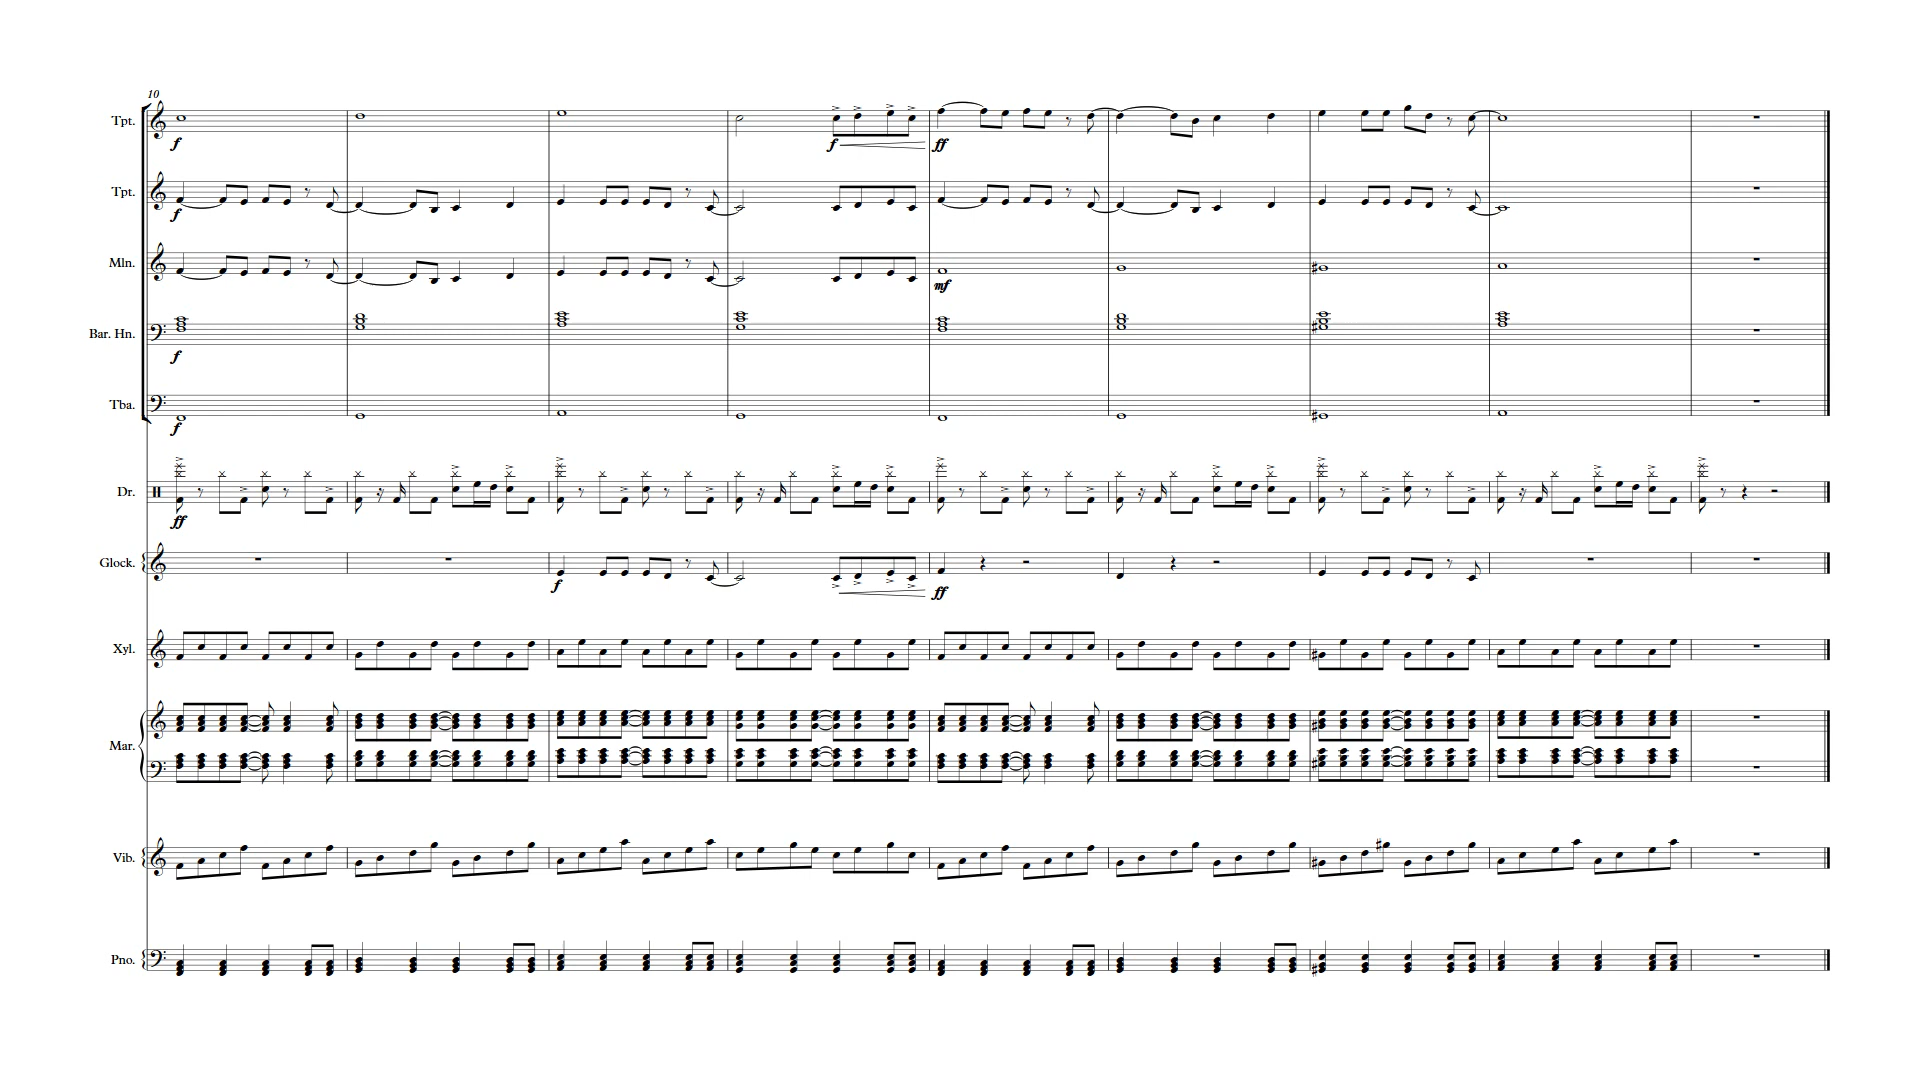 10
Tpt.
f
f
ff
Tpt.
f
Mln.
mf
Bar. Hn.
f
Tba.
f
Dr.
ff
Glock.
f
ff
Xyl.
Mar.
Vib.
Pno.